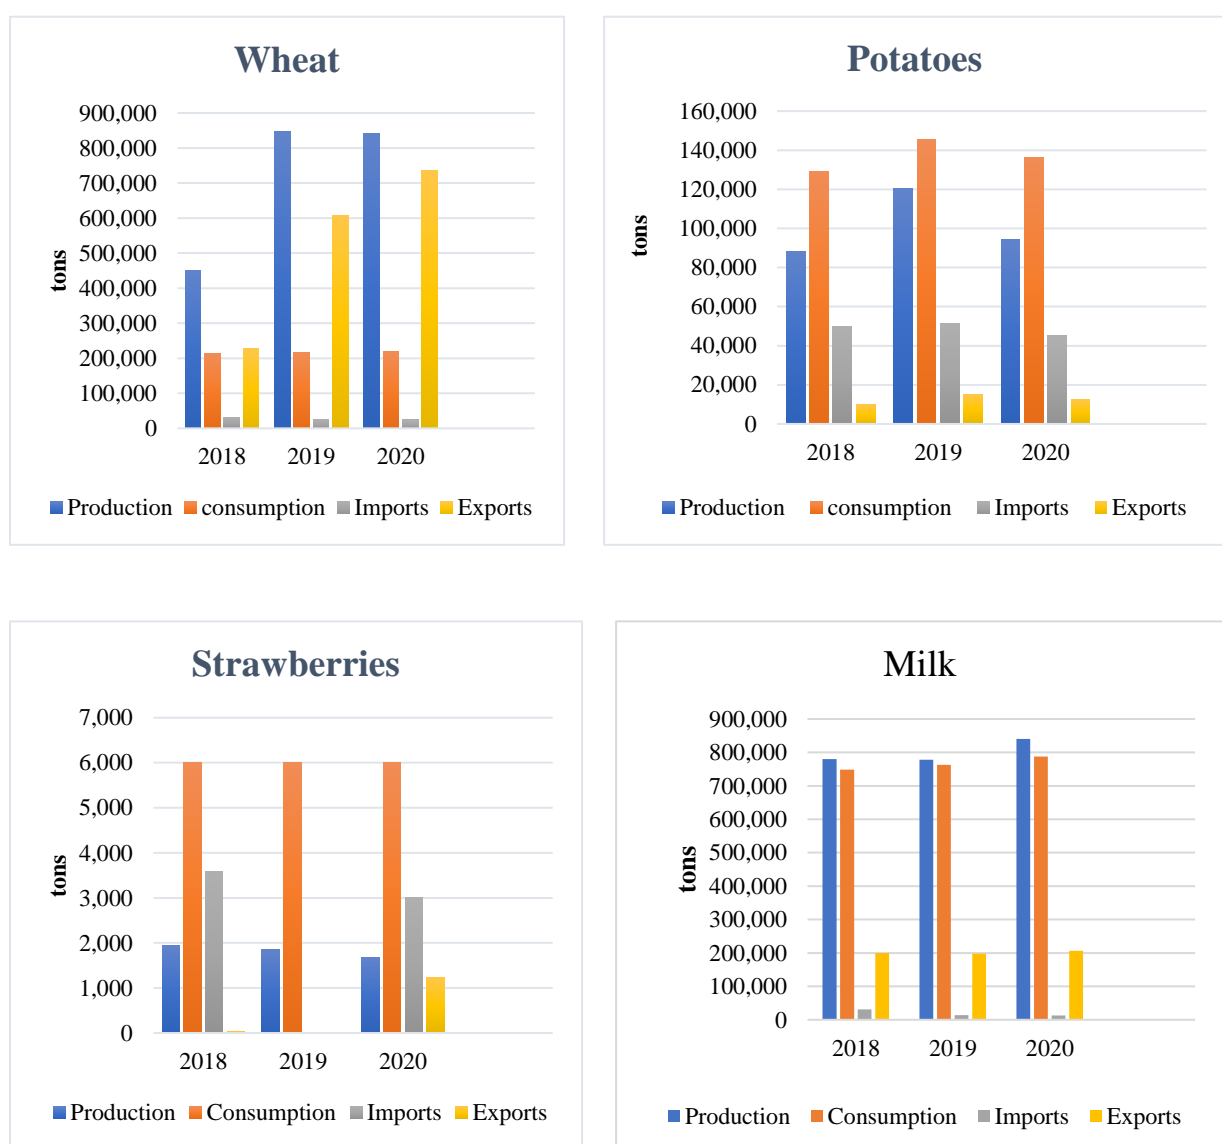 Wheat
900,000
800,000
700,000
600,000
500,000
400,000
300,000
200,000
100,000
0
tons
2018 2019 2020
Production consumption Imports Exports
Potatoes
160,000
140,000
120,000
100,000
80,000
60,000
40,000
20,000
0
tons
2018 2019 2020
Production consumption Imports Exports
Strawberries
7,000
6,000
5,000
4,000
3,000
2,000
1,000
0
tons
2018 2019 2020
Production Consumption Imports Exports
Milk
900,000
800,000
700,000
600,000
500,000
400,000
300,000
200,000
100,000
0
tons
2018 2019 2020
Production Consumption Imports Exports